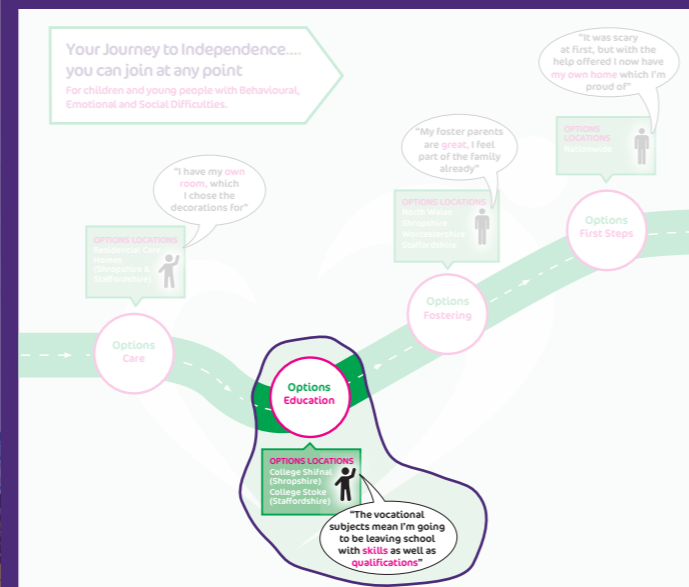 Your Journey to Independence....
you can join at any point
For children and young people with Behavioural,
Emotional and Social Difficulties.
"It was scary
at first, but with the
help offered I now have
my own home which I'm
proud of"
OPTIONS
LOCATIONS
Nationwide
Options
First Steps
"My foster parents
are great, I feel
part of the family
already"
OPTIONS LOCATIONS
North Wales
Shropshire
Worcestershire
Staffordshire
Options
Fostering
"I have my own
room, which
I chose the
decorations for"
OPTIONS LOCATIONS
Residential Care
Homes
(Shropshire &
Staffordshire)
Options
Care
Options
Education
OPTIONS LOCATIONS
College Shifnal
(Shropshire)
College Stoke
(Staffordshire)
"The vocational
subjects mean I'm going
to be leaving school
with skills as well as
qualifications"